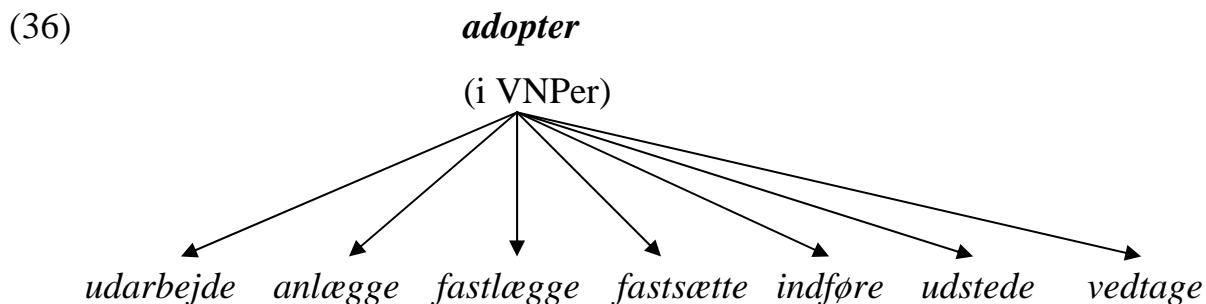 (36) adopter
(i VNPer)
udarbejde anlægge fastlægge fastsætte indføre udstede vedtage